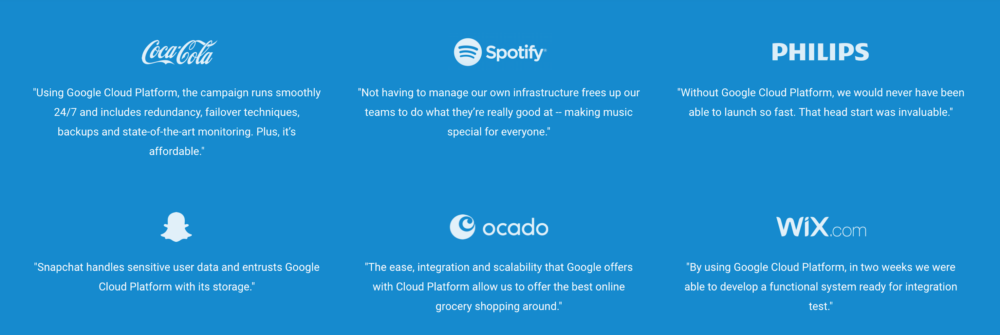 Coca-Cola
"Using Google Cloud Platform, the campaign runs smoothly
24/7 and includes redundancy, failover techniques,
backups and state-of-the-art monitoring. Plus, it’s
affordable."
Spotify®
"Not having to manage our own infrastructure frees up our
teams to do what they’re really good at -- making music
special for everyone."
PHILIPS
"Without Google Cloud Platform, we would never have been
able to launch so fast. That head start was invaluable."
"Snapchat handles sensitive user data and entrusts Google
Cloud Platform with its storage."
ocado
"The ease, integration and scalability that Google offers
with Cloud Platform allow us to offer the best online
grocery shopping around."
WiX.com
"By using Google Cloud Platform, in two weeks we were
able to develop a functional system ready for integration
test."